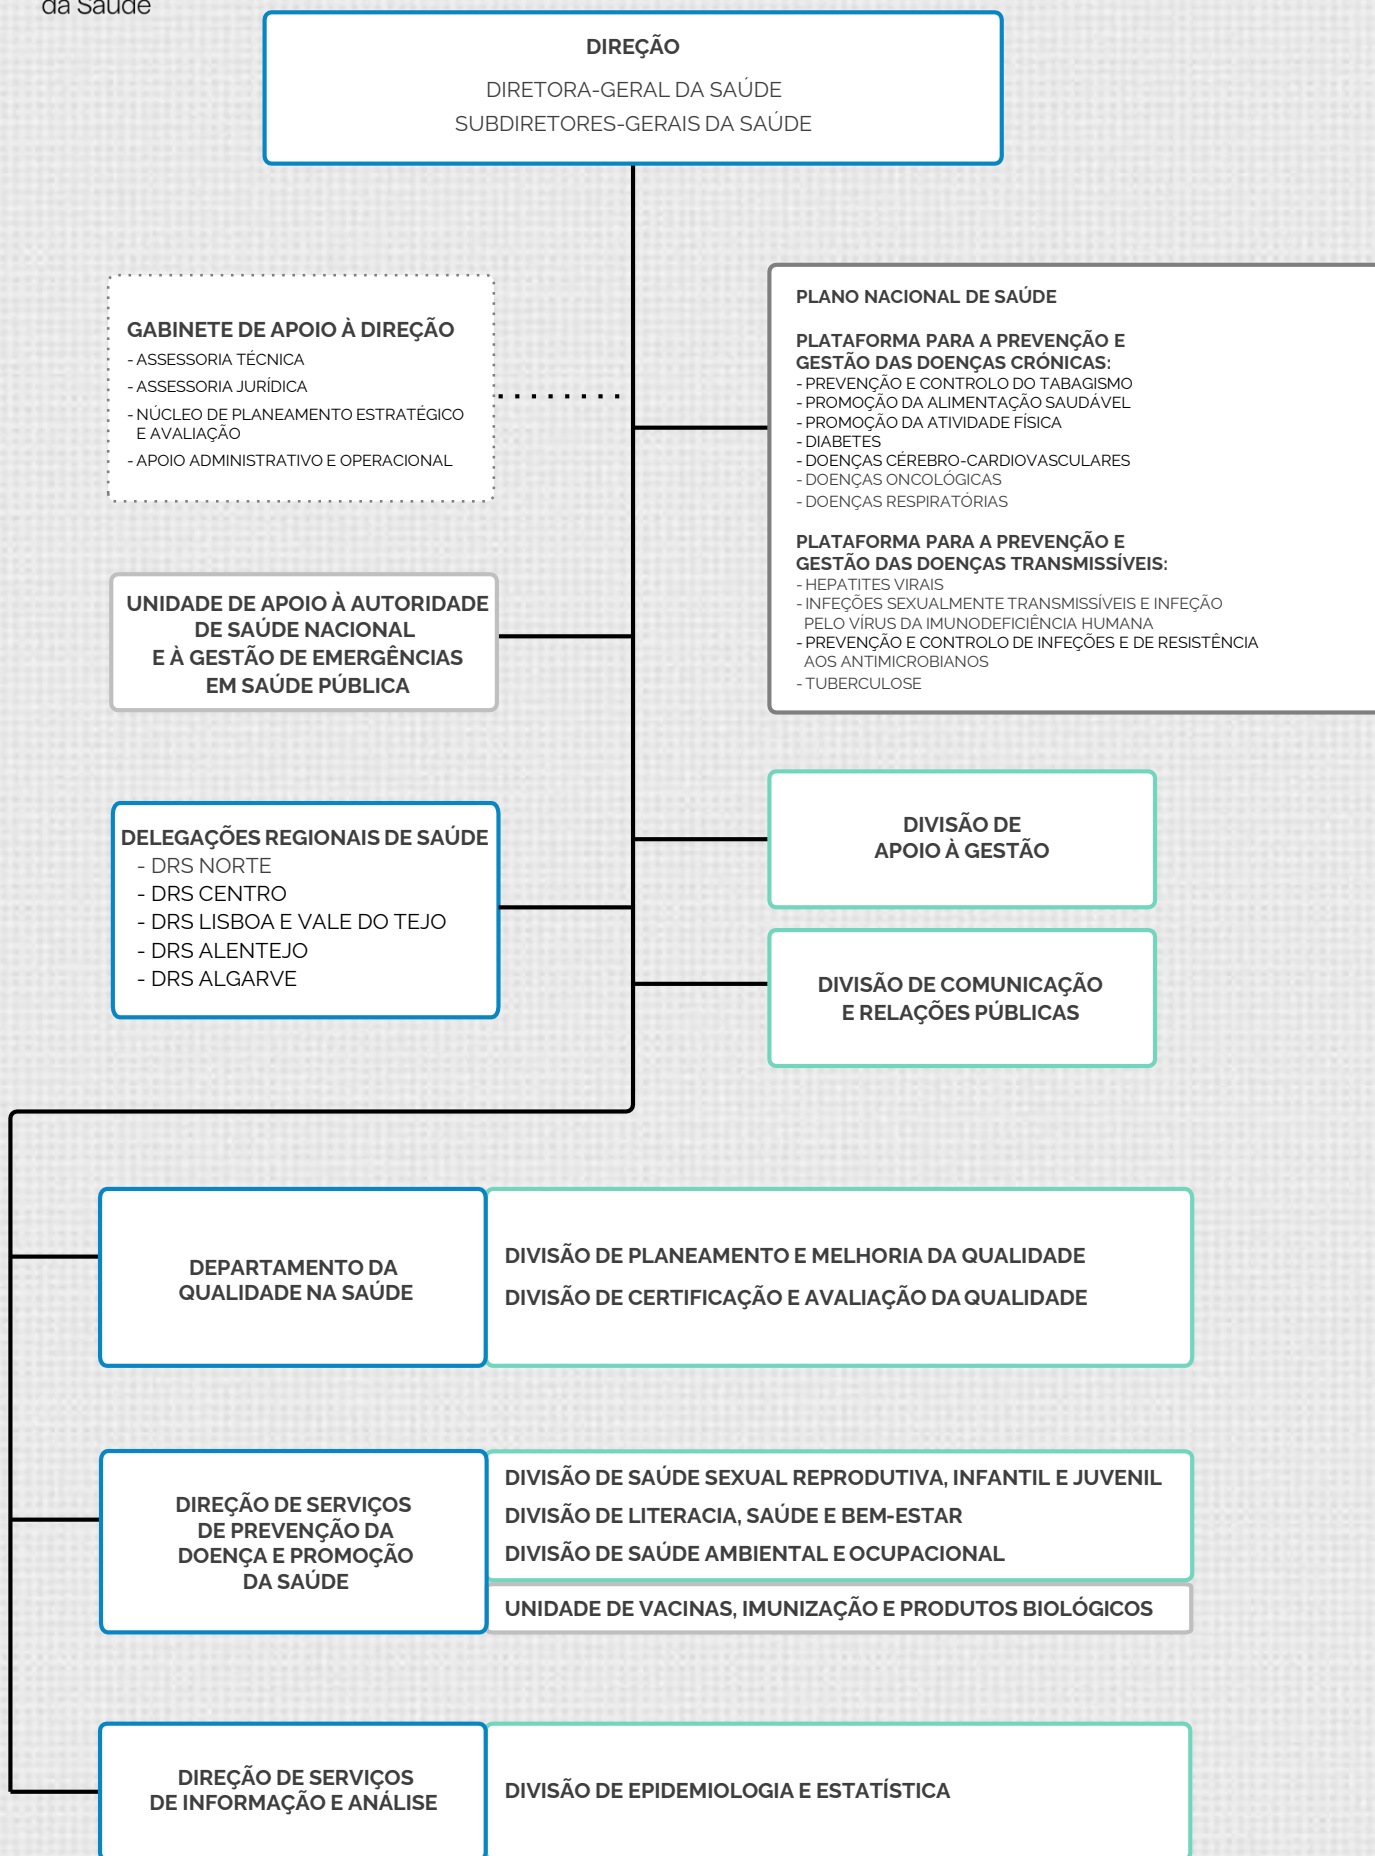 da Saúde
DIREÇÃO
DIRETORA-GERAL DA SAÚDE
SUBDIRETORES-GERAIS DA SAÚDE
GABINETE DE APOIO À DIREÇÃO
- ASSESSORIA TÉCNICA
- ASSESSORIA JURÍDICA
- NÚCLEO DE PLANEAMENTO ESTRATÉGICO
E AVALIAÇÃO
- APOIO ADMINISTRATIVO E OPERACIONAL
PLANO NACIONAL DE SAÚDE
PLATAFORMA PARA A PREVENÇÃO E
GESTÃO DAS DOENÇAS CRÓNICAS:
- PREVENÇÃO E CONTROLO DO TABAGISMO
- PROMOÇÃO DA ALIMENTAÇÃO SAUDÁVEL
- PROMOÇÃO DA ATIVIDADE FÍSICA
- DIABETES
- DOENÇAS CÉREBRO-CARDIOVASCULARES
- DOENÇAS ONCOLÓGICAS
- DOENÇAS RESPIRATÓRIAS
PLATAFORMA PARA A PREVENÇÃO E
GESTÃO DAS DOENÇAS TRANSMISSÍVEIS:
- HEPATITES VIRAIS
- INFEÇÕES SEXUALMENTE TRANSMISSÍVEIS E INFEÇÃO
PELO VÍRUS DA IMUNODEFICIÊNCIA HUMANA
- PREVENÇÃO E CONTROLO DE INFEÇÕES E DE RESISTÊNCIA
AOS ANTIMICROBIANOS
- TUBERCULOSE
UNIDADE DE APOIO À AUTORIDADE
DE SAÚDE NACIONAL
E À GESTÃO DE EMERGÊNCIAS
EM SAÚDE PÚBLICA
DELEGAÇÕES REGIONAIS DE SAÚDE
- DRS NORTE
- DRS CENTRO
- DRS LISBOA E VALE DO TEJO
- DRS ALENTEJO
- DRS ALGARVE
DIVISÃO DE
APOIO À GESTÃO
DIVISÃO DE COMUNICAÇÃO
E RELAÇÕES PÚBLICAS
DEPARTAMENTO DA
QUALIDADE NA SAÚDE
DIVISÃO DE PLANEAMENTO E MELHORIA DA QUALIDADE
DIVISÃO DE CERTIFICAÇÃO E AVALIAÇÃO DA QUALIDADE
DIREÇÃO DE SERVIÇOS
DE PREVENÇÃO DA
DOENÇA E PROMOÇÃO
DA SAÚDE
DIVISÃO DE SAÚDE SEXUAL REPRODUTIVA, INFANTIL E JUVENIL
DIVISÃO DE LITERACIA, SAÚDE E BEM-ESTAR
DIVISÃO DE SAÚDE AMBIENTAL E OCUPACIONAL
UNIDADE DE VACINAS, IMUNIZAÇÃO E PRODUTOS BIOLÓGICOS
DIREÇÃO DE SERVIÇOS
DE INFORMAÇÃO E ANÁLISE
DIVISÃO DE EPIDEMIOLOGIA E ESTATÍSTICA